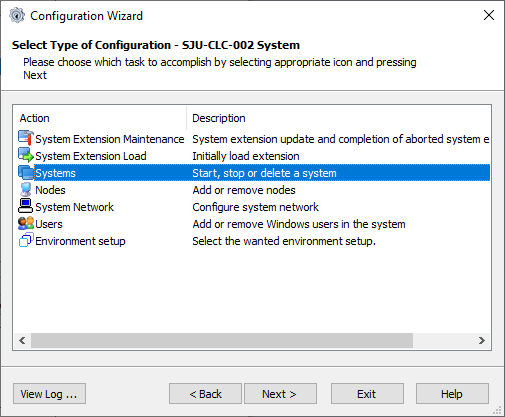 Configuration Wizard
Select Type of Configuration - SJU-CLC-002 System
Please choose which task to accomplish by selecting appropriate icon and pressing
Next
Action Description
System Extension Maintenance System extension update and completion of aborted system e
System Extension Load Initially load extension
Systems Start, stop or delete a system
Nodes Add or remove nodes
System Network Configure system network
Users Add or remove Windows users in the system
Environment setup Select the wanted environment setup.
View Log ... < Back Next > Exit Help